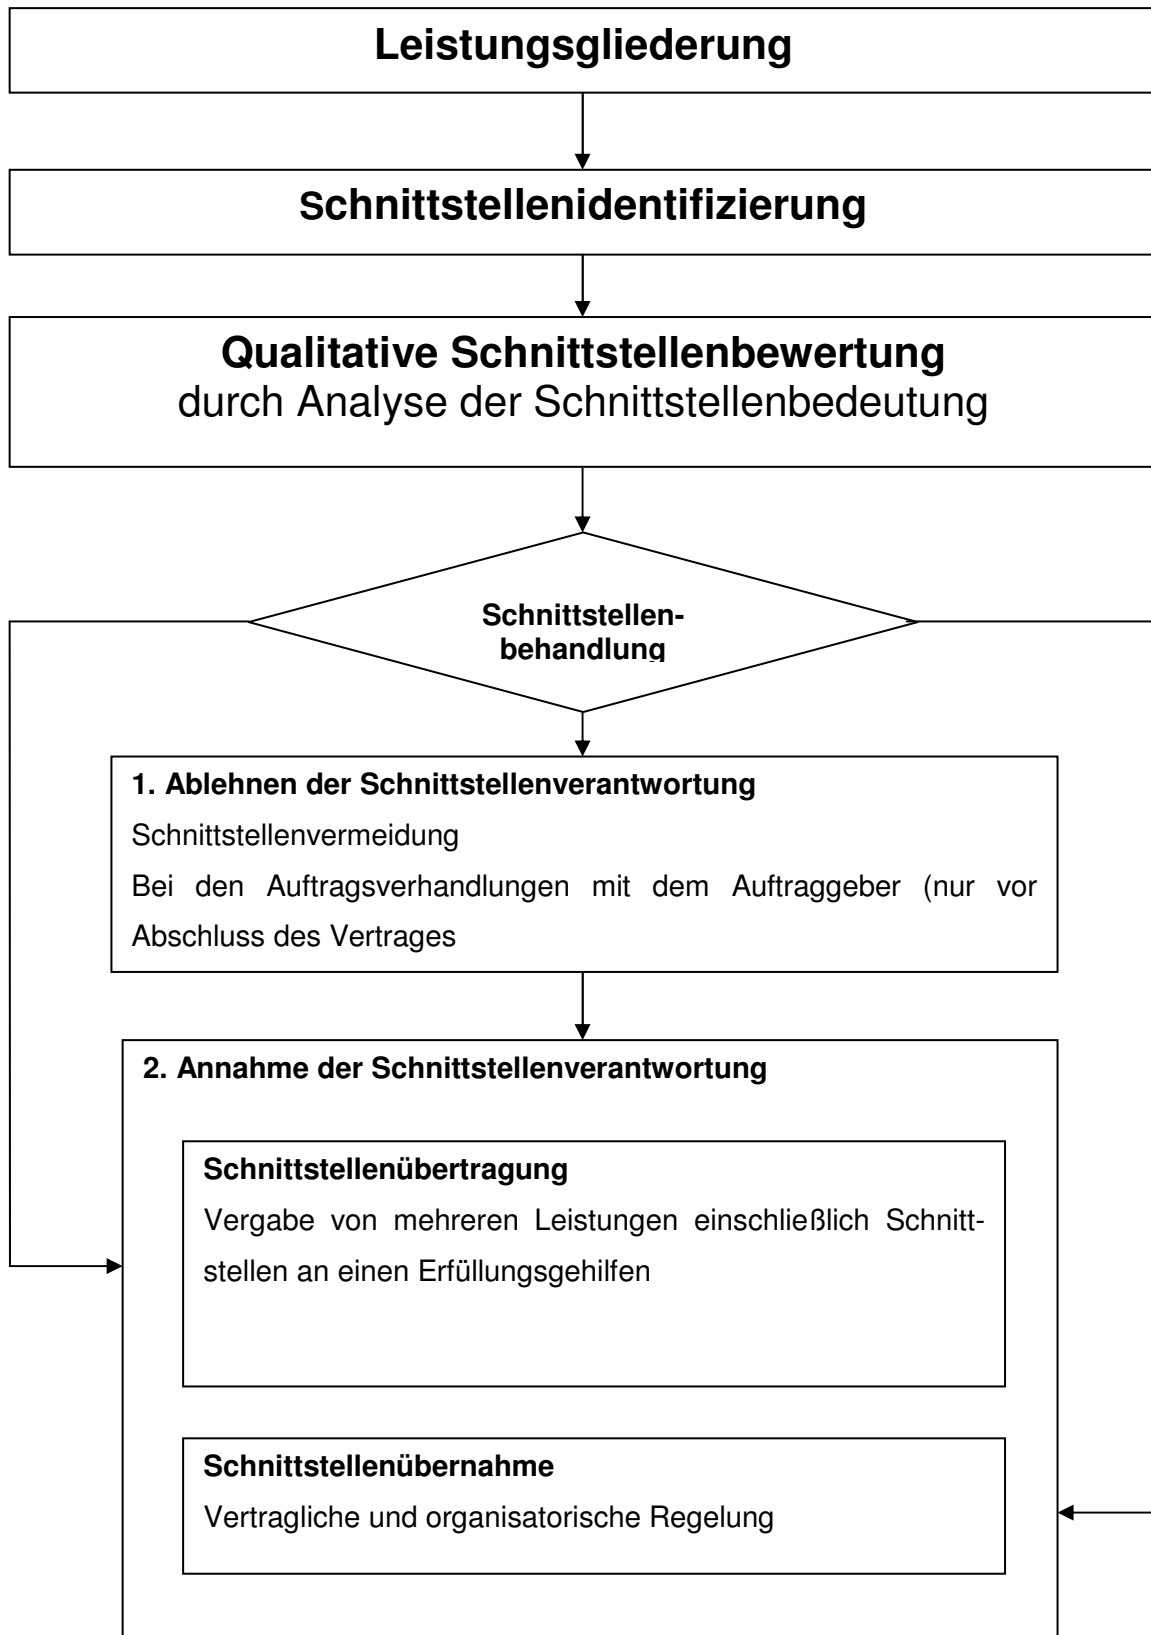 Leistungsgliederung
Schnittstellenidentifizierung
Qualitative Schnittstellenbewertung
durch Analyse der Schnittstellenbedeutung
Schnittstellen-
behandlung
1. Ablehnen der Schnittstellenverantwortung
Schnittstellenvermeidung
Bei den Auftragsverhandlungen mit dem Auftraggeber (nur vor
Abschluss des Vertrages
2. Annahme der Schnittstellenverantwortung
Schnittstellenübertragung
Vergabe von mehreren Leistungen einschließlich Schnitt-
stellen an einen Erfüllungsgehilfen
Schnittstellenübernahme
Vertragliche und organisatorische Regelung